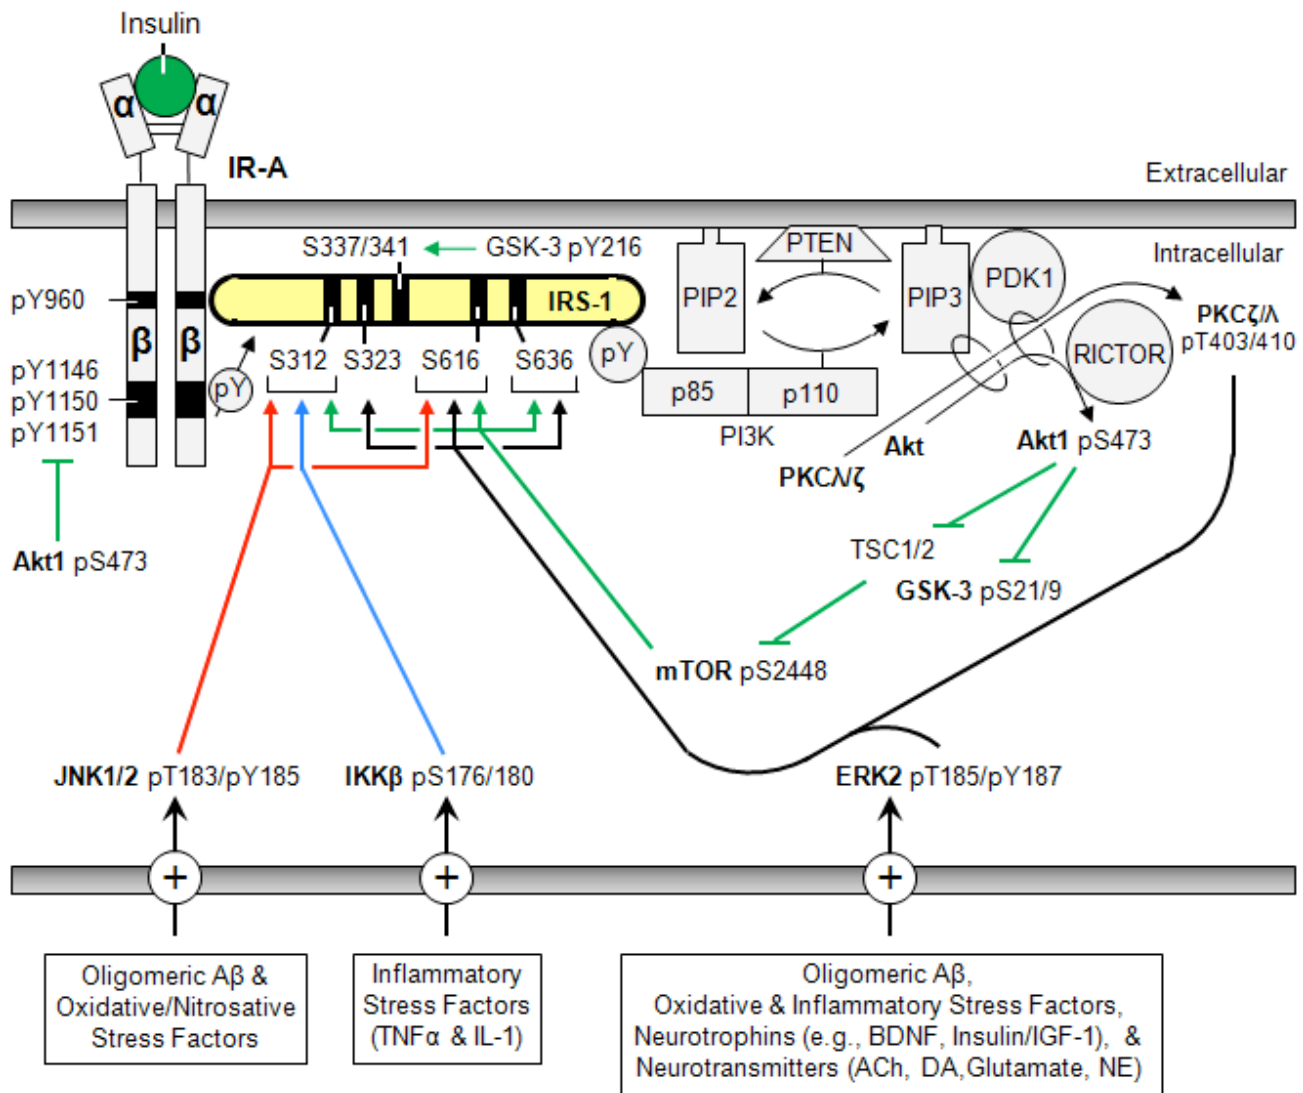 Insulin
α α
IR-A
Extracellular
S337/341 GSK-3 pY216
PTEN
Intracellular
pY960
IRS-1
PIP2
PIP3
PDK1
PKCζ/λ
pT403/410
β β
S312 S323 S616 S636
pY
RICTOR
pY1146
pY1150
pY1151
pY
p85 p110
PI3K
Akt
Akt1 pS473
PKCλ/ζ
Akt1 pS473
TSC1/2
GSK-3 pS21/9
mTOR pS2448
JNK1/2 pT183/pY185
IKKβ pS176/180
ERK2 pT185/pY187
+ + +
Oligomeric Aβ &
Oxidative/Nitrosative
Stress Factors
Inflammatory
Stress Factors
(TNFα & IL-1)
Oligomeric Aβ,
Oxidative & Inflammatory Stress Factors,
Neurotrophins (e.g., BDNF, Insulin/IGF-1), &
Neurotransmitters (ACh, DA,Glutamate, NE)